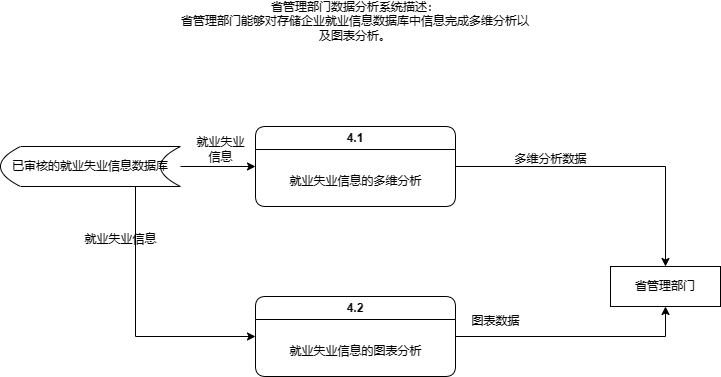 省管理部门数据分析系统描述：
省管理部门能够对存储企业就业信息数据库中信息完成多维分析以
及图表分析。
4.1
就业失业
信息
已审核的就业失业信息数据库
就业失业信息的多维分析
多维分析数据
就业失业信息
省管理部门
4.2
图表数据
就业失业信息的图表分析